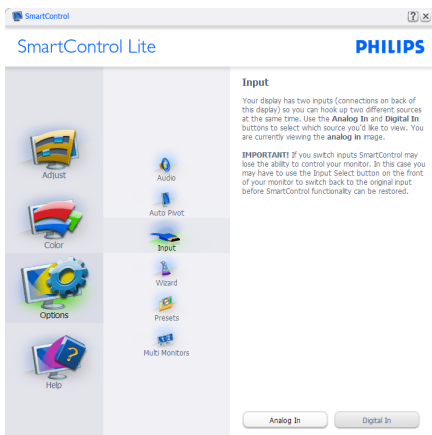 SmartControl
SmartControl Lite
PHILIPS
Adjust
Color
Options
Help
Audio
Auto Pivot
Input
Wizard
Presets
Multi Monitors
Input
Your display has two inputs (connections on back of
this display) so you can hook up two different sources
at the same time. Use the Analog In and Digital In
buttons to select which source you'd like to view. You
are currently viewing the analog in image.
IMPORTANT! If you switch inputs SmartControl may
lose the ability to control your monitor. In this case you
may have to use the Input Select button on the front
of your monitor to switch back to the original input
before SmartControl functionality can be restored.
Analog In
Digital In